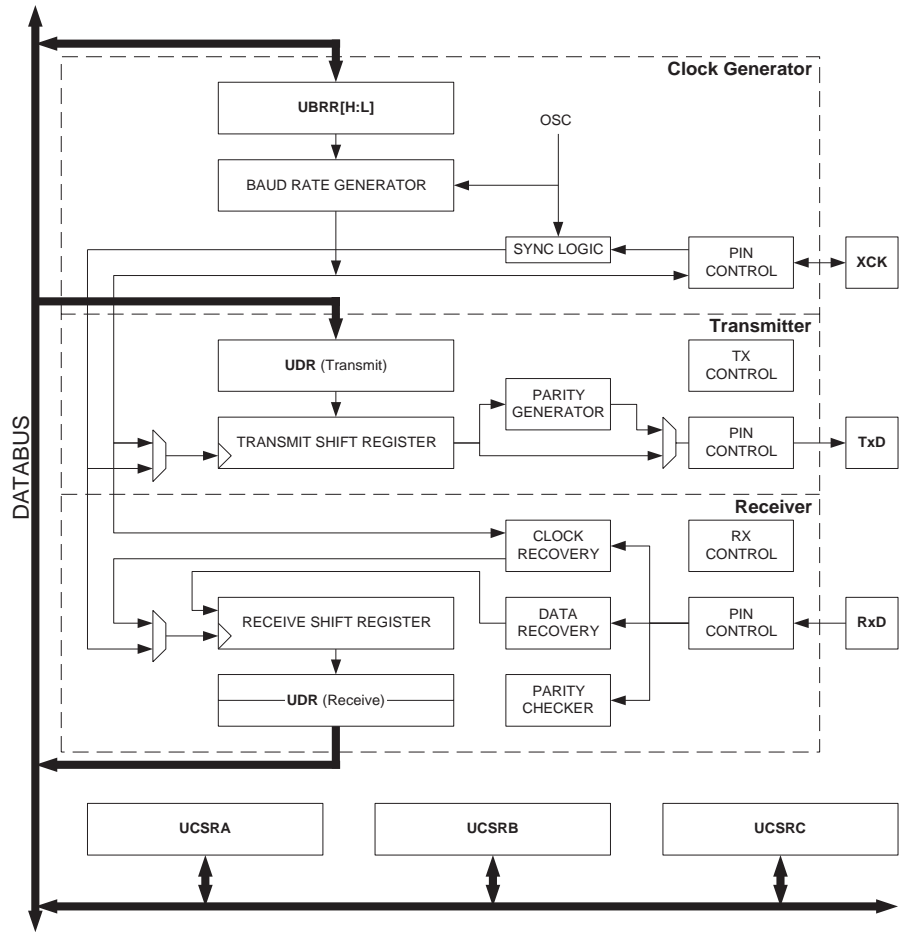 Clock Generator
UBRR[H:L]
OSC
BAUD RATE GENERATOR
SYNC LOGIC
PIN
CONTROL
XCK
Transmitter
UDR (Transmit)
TX
CONTROL
PARITY
GENERATOR
TRANSMIT SHIFT REGISTER
PIN
CONTROL
TxD
DATABUS
Receiver
CLOCK
RECOVERY
RX
CONTROL
RECEIVE SHIFT REGISTER
DATA
RECOVERY
PIN
CONTROL
RxD
UDR (Receive)
PARITY
CHECKER
UCSRA
UCSRB
UCSRC